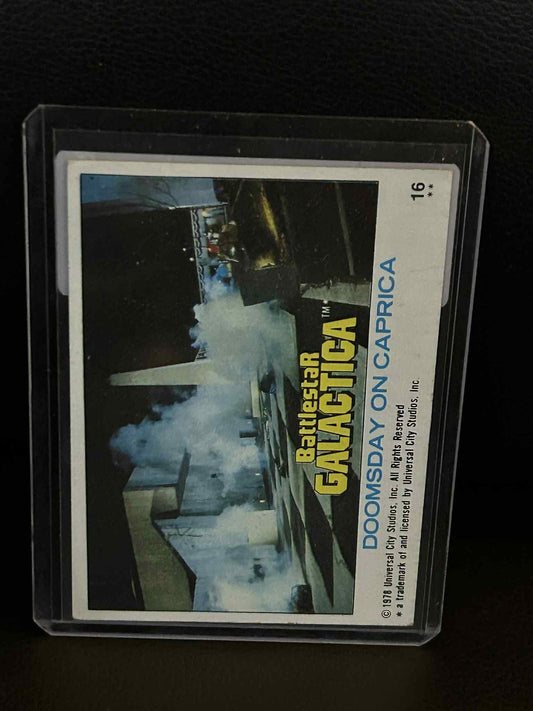 BattlestaR
GALACTICA™*
DOOMSDAY ON CAPRICA
16
**
© 1978 Universal City Studios, Inc. All Rights Reserved
* a trademark of and licensed by Universal City Studios, Inc.